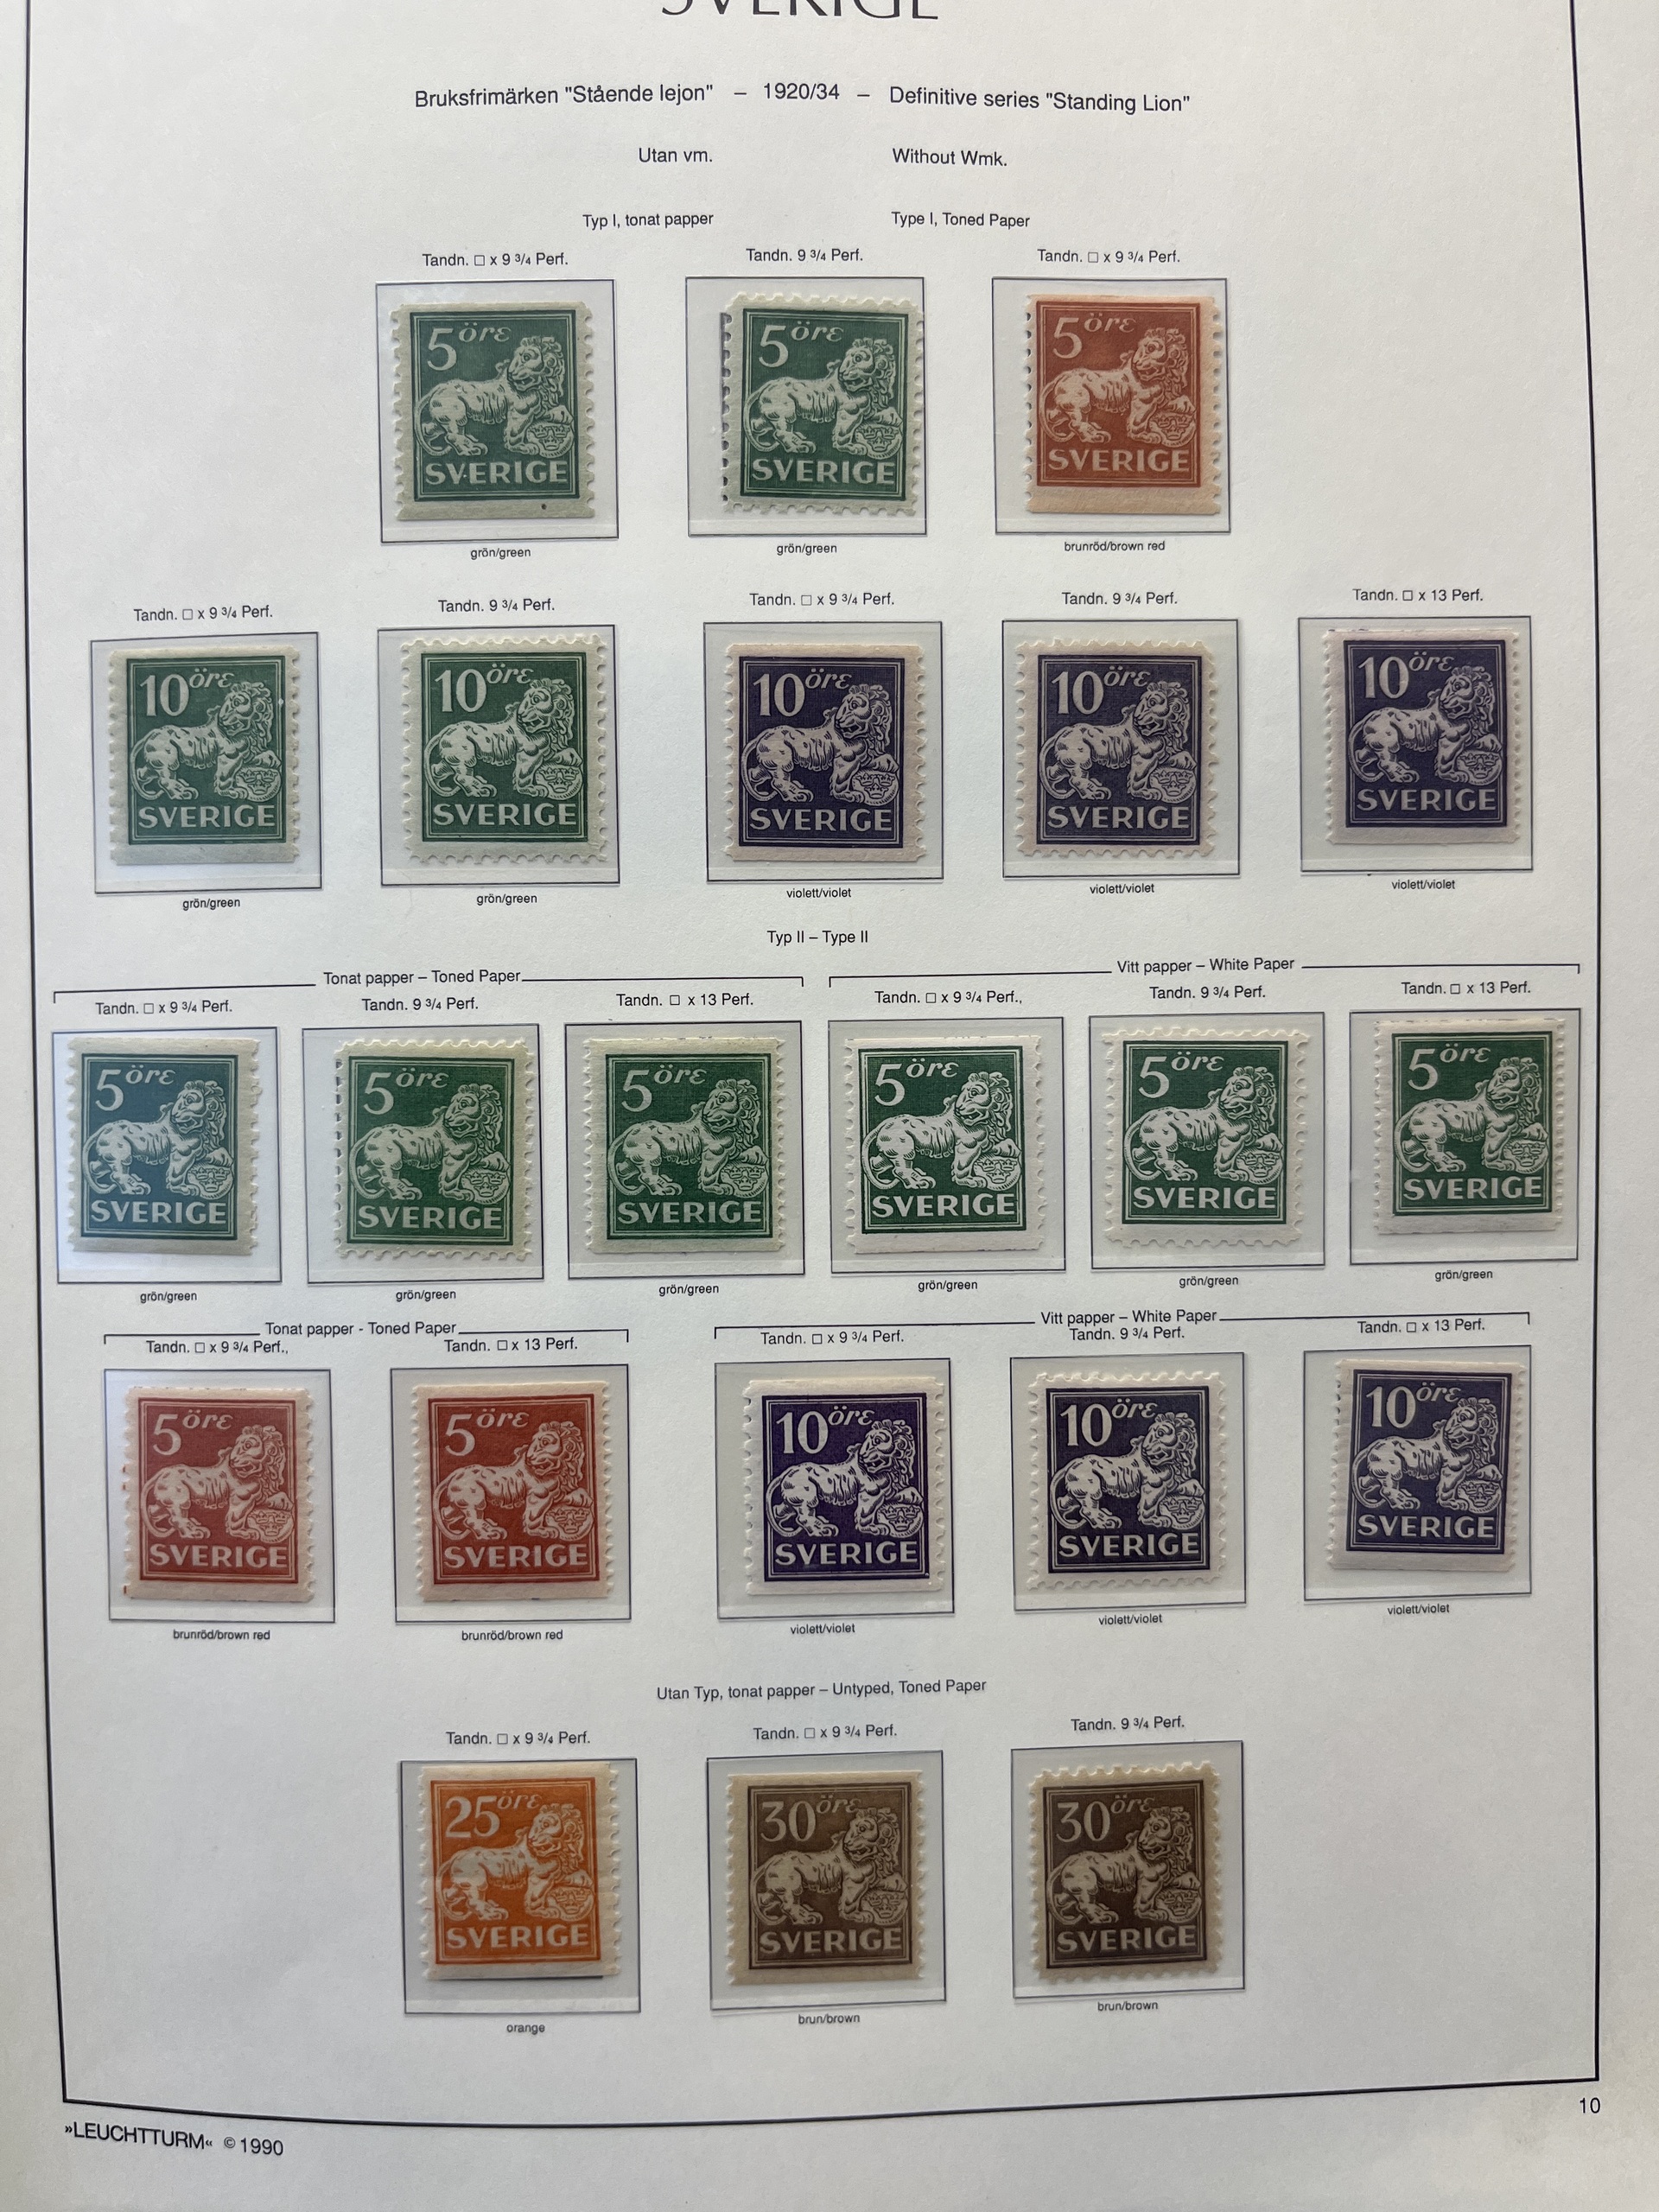 SVERIGE
Bruksfrimärken "Stående lejon" – 1920/34 – Definitive series "Standing Lion"
Utan vm. Without Wmk.
Typ I, tonat papper Type I, Toned Paper
Tandn. □ x 9 3/4 Perf. Tandn. 9 3/4 Perf. Tandn. □ x 9 3/4 Perf.
5 öre 5 öre 5 öre
SVERIGE SVERIGE SVERIGE
grön/green grön/green brunröd/brown red
Tandn. □ x 9 3/4 Perf. Tandn. 9 3/4 Perf. Tandn. □ x 9 3/4 Perf. Tandn. 9 3/4 Perf. Tandn. □ x 13 Perf.
10 öre 10 öre 10 öre 10 öre 10 öre
SVERIGE SVERIGE SVERIGE SVERIGE SVERIGE
grön/green grön/green violett/violet violett/violet violett/violet
Typ II – Type II
Tonat papper – Toned Paper Vitt papper – White Paper
Tandn. □ x 9 3/4 Perf. Tandn. 9 3/4 Perf. Tandn. □ x 13 Perf. Tandn. □ x 9 3/4 Perf., Tandn. 9 3/4 Perf. Tandn. □ x 13 Perf.
5 öre 5 öre 5 öre 5 öre 5 öre 5 öre
SVERIGE SVERIGE SVERIGE SVERIGE SVERIGE SVERIGE
grön/green grön/green grön/green grön/green grön/green grön/green
Tonat papper - Toned Paper Vitt papper – White Paper
Tandn. □ x 9 3/4 Perf., Tandn. □ x 13 Perf. Tandn. □ x 9 3/4 Perf. Tandn. 9 3/4 Perf. Tandn. □ x 13 Perf.
5 öre 5 öre 10 öre 10 öre 10 öre
SVERIGE SVERIGE SVERIGE SVERIGE SVERIGE
brunröd/brown red brunröd/brown red violett/violet violett/violet violett/violet
Utan Typ, tonat papper – Untyped, Toned Paper
Tandn. □ x 9 3/4 Perf. Tandn. □ x 9 3/4 Perf. Tandn. 9 3/4 Perf.
25 öre 30 öre 30 öre
SVERIGE SVERIGE SVERIGE
orange brun/brown brun/brown
10
»LEUCHTTURM« © 1990